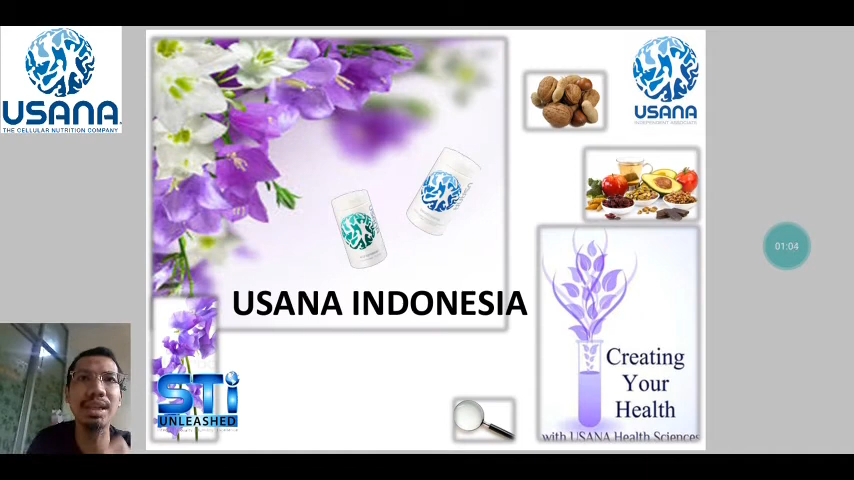 USANA
THE CELLULAR NUTRITION COMPANY
USANA
INDEPENDENT ASSOCIATE
01:04
USANA INDONESIA
Creating
Your
Health
with USANA Health Sciences
STi
UNLEASHED